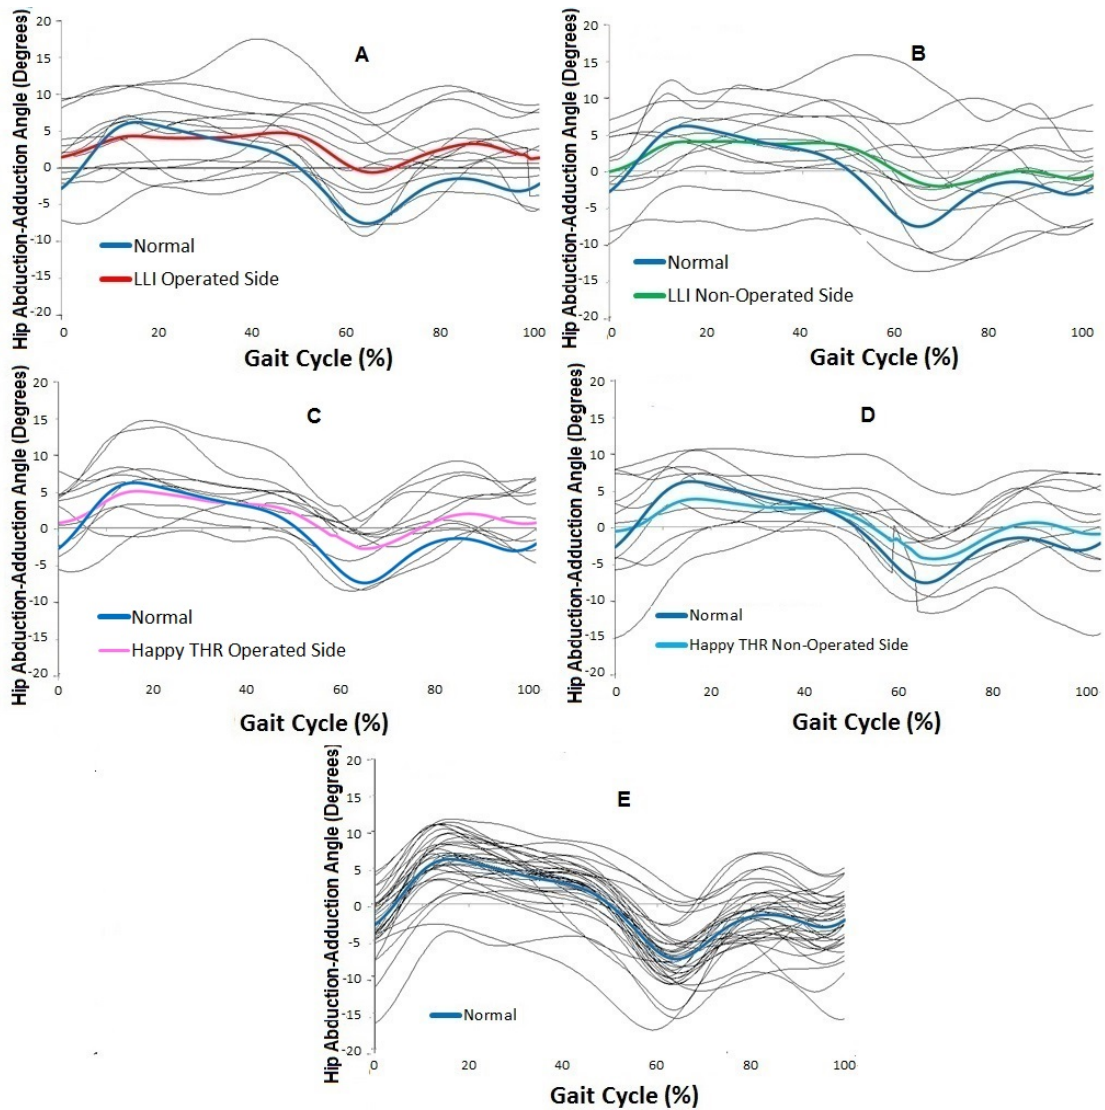 Hip Abduction-Adduction Angle (Degrees)
20
15
10
5
0
-5
-10
-15
-20
A
Normal
LLI Operated Side
0 20 40 60 80 100
Gait Cycle (%)
Hip Abduction-Adduction Angle (Degrees)
20
15
10
5
0
-5
-10
-15
-20
B
Normal
LLI Non-Operated Side
0 20 40 60 80 100
Gait Cycle (%)
Hip Abduction-Adduction Angle (Degrees)
20
15
10
5
0
-5
-10
-15
-20
C
Normal
Happy THR Operated Side
0 20 40 60 80 100
Gait Cycle (%)
Hip Abduction-Adduction Angle (Degrees)
20
15
10
5
0
-5
-10
-15
-20
D
Normal
Happy THR Non-Operated Side
0 20 40 60 80 100
Gait Cycle (%)
Hip Abduction-Adduction Angle (Degrees)
20
15
10
5
0
-5
-10
-15
-20
E
Normal
0 20 40 60 80 100
Gait Cycle (%)